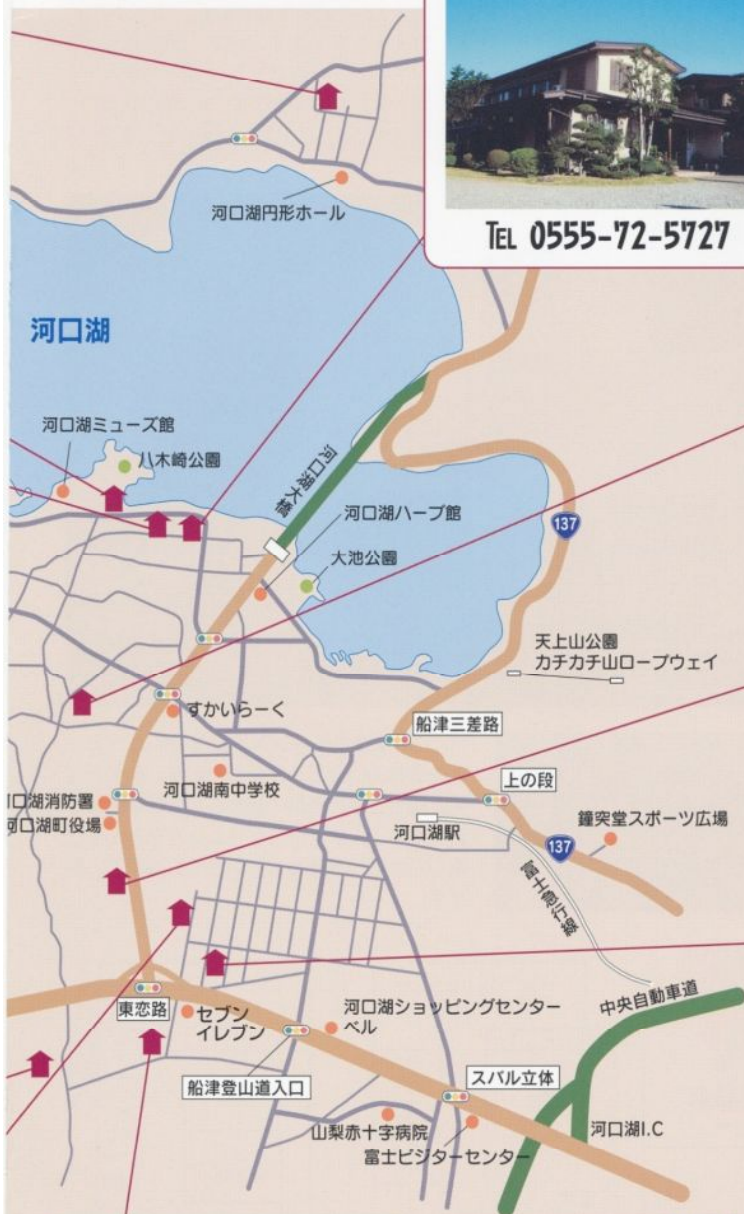 TEL 0555-72-5727
河口湖円形ホール
河口湖
河口湖ミューズ館
八木崎公園
河口湖大橋
河口湖ハーブ館
大池公園
137
天上山公園
カチカチ山ロープウェイ
すかいらーく
船津三差路
河口湖南中学校
上の段
河口湖消防署
河口湖町役場
河口湖駅
鐘突堂スポーツ広場
137
富士急行線
中央自動車道
東恋路
セブン
イレブン
河口湖ショッピングセンター
ベル
船津登山道入口
スバル立体
山梨赤十字病院
富士ビジターセンター
河口湖I.C